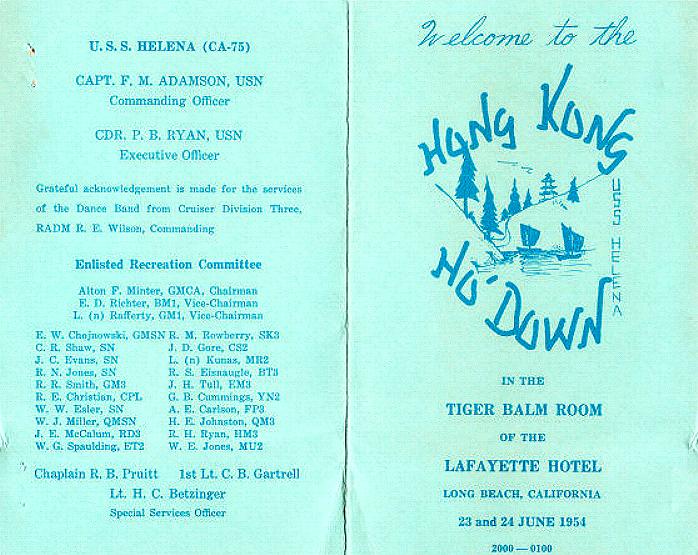 U. S. S. HELENA (CA-75)
CAPT. F. M. ADAMSON, USN
Commanding Officer
CDR. P. B. RYAN, USN
Executive Officer
Grateful acknowledgement is made for the services
of the Dance Band from Cruiser Division Three,
RADM R. E. Wilson, Commanding
Enlisted Recreation Committee
Alton F. Minter, GMCA, Chairman
E. D. Richter, BM1, Vice-Chairman
L. (n) Rafferty, GM1, Vice-Chairman
E. W. Chojnowski, GMSN R. M. Rowberry, SK3
C. R. Shaw, SN J. D. Gore, CS2
J. C. Evans, SN L. (n) Kunas, MR2
R. N. Jones, SN R. S. Eisnaugle, BT3
R. R. Smith, GM3 J. H. Tull, EM3
R. E. Christian, CPL G. B. Cummings, YN2
W. W. Esler, SN A. E. Carlson, FP3
W. J. Miller, QMSN H. E. Johnston, QM3
J. E. McCalum, RD3 R. H. Ryan, HM3
W. G. Spaulding, ET2 W. E. Jones, MU2
Chaplain R. B. Pruitt 1st Lt. C. B. Gartrell
Lt. H. C. Betzinger
Special Services Officer
Welcome to the
HONG KONG
USS HELENA
HO' DOWN
IN THE
TIGER BALM ROOM
OF THE
LAFAYETTE HOTEL
LONG BEACH, CALIFORNIA
23 and 24 JUNE 1954
2000 — 0100